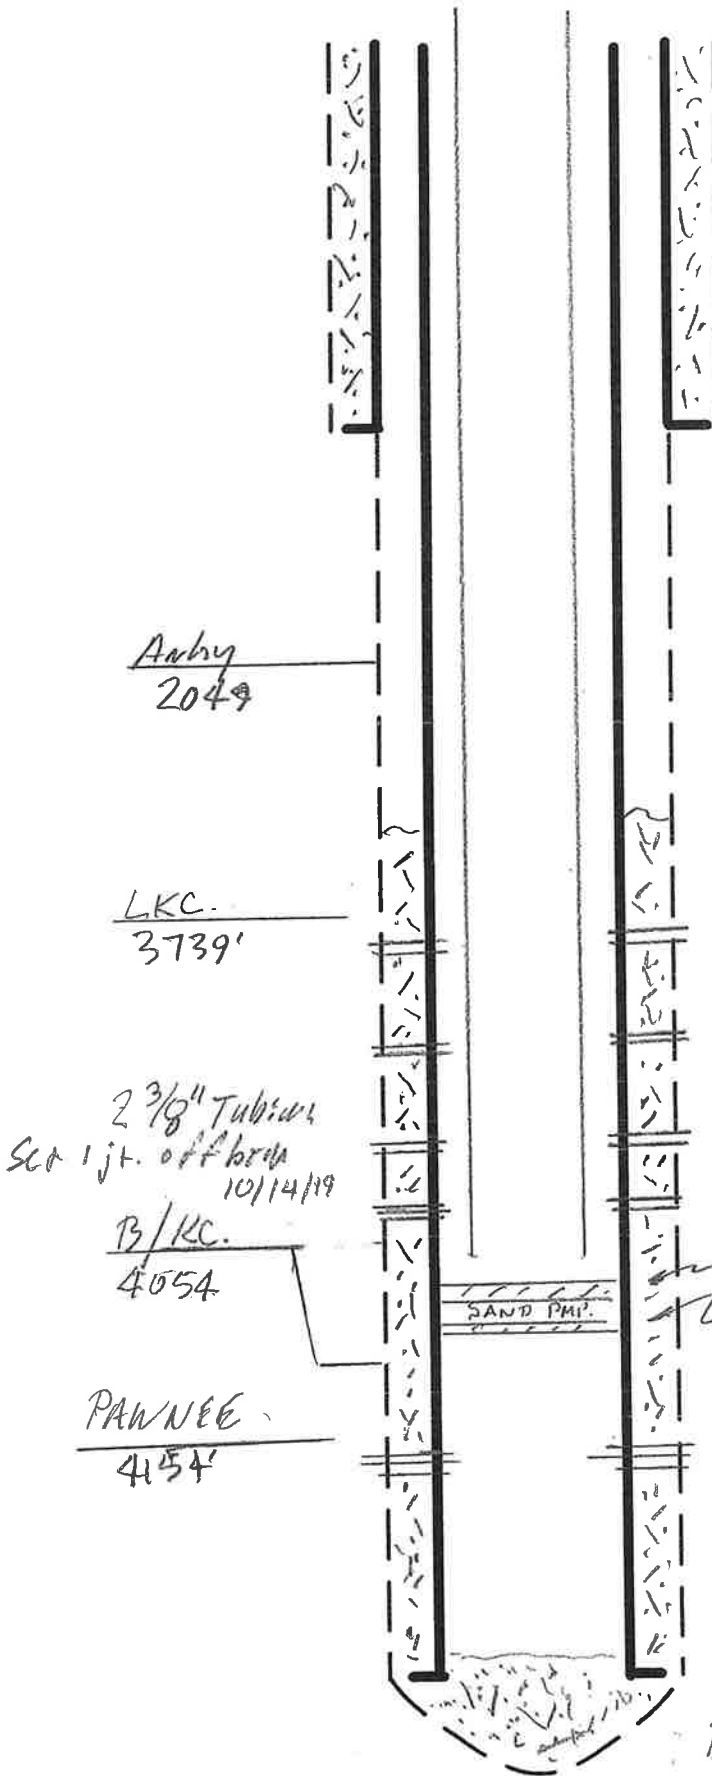 Anhy
2049
LKC.
3739'
2 3/8" Tubing
Set 1 jt. off btm
10/14/19
B/KC.
4054
SAND PMP.
PAWNEE
4154'